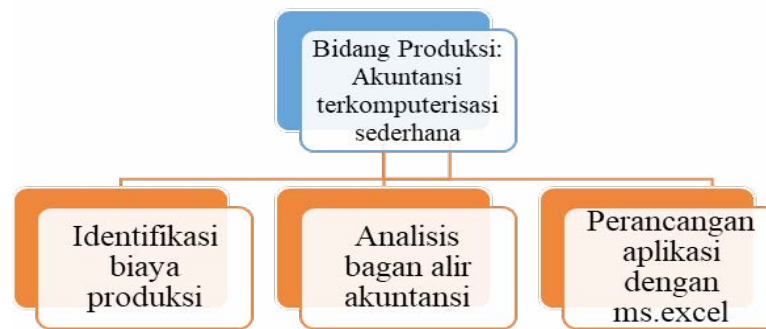 Bidang Produksi:
Akuntansi
terkomputerisasi
sederhana
Identifikasi
biaya
produksi
Analisis
bagan alir
akuntansi
Perancangan
aplikasi
dengan
ms.excel